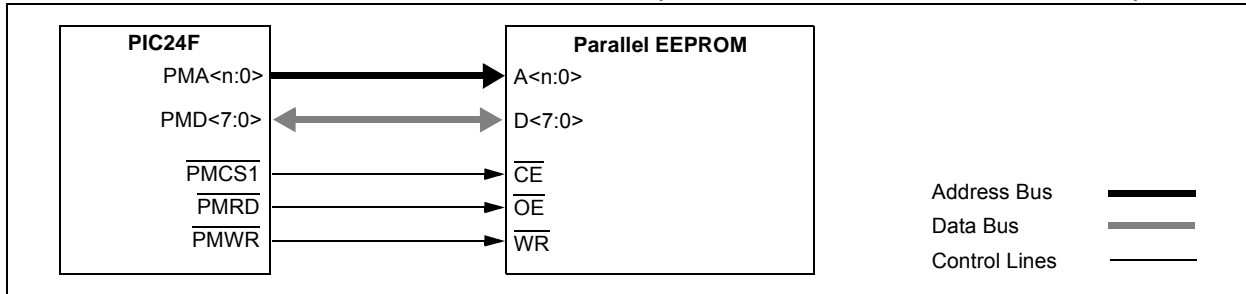 PIC24F
Parallel EEPROM
PMA<n:0>
A<n:0>
PMD<7:0>
D<7:0>
PMCS1
CE
PMRD
OE
PMWR
WR
Address Bus
Data Bus
Control Lines